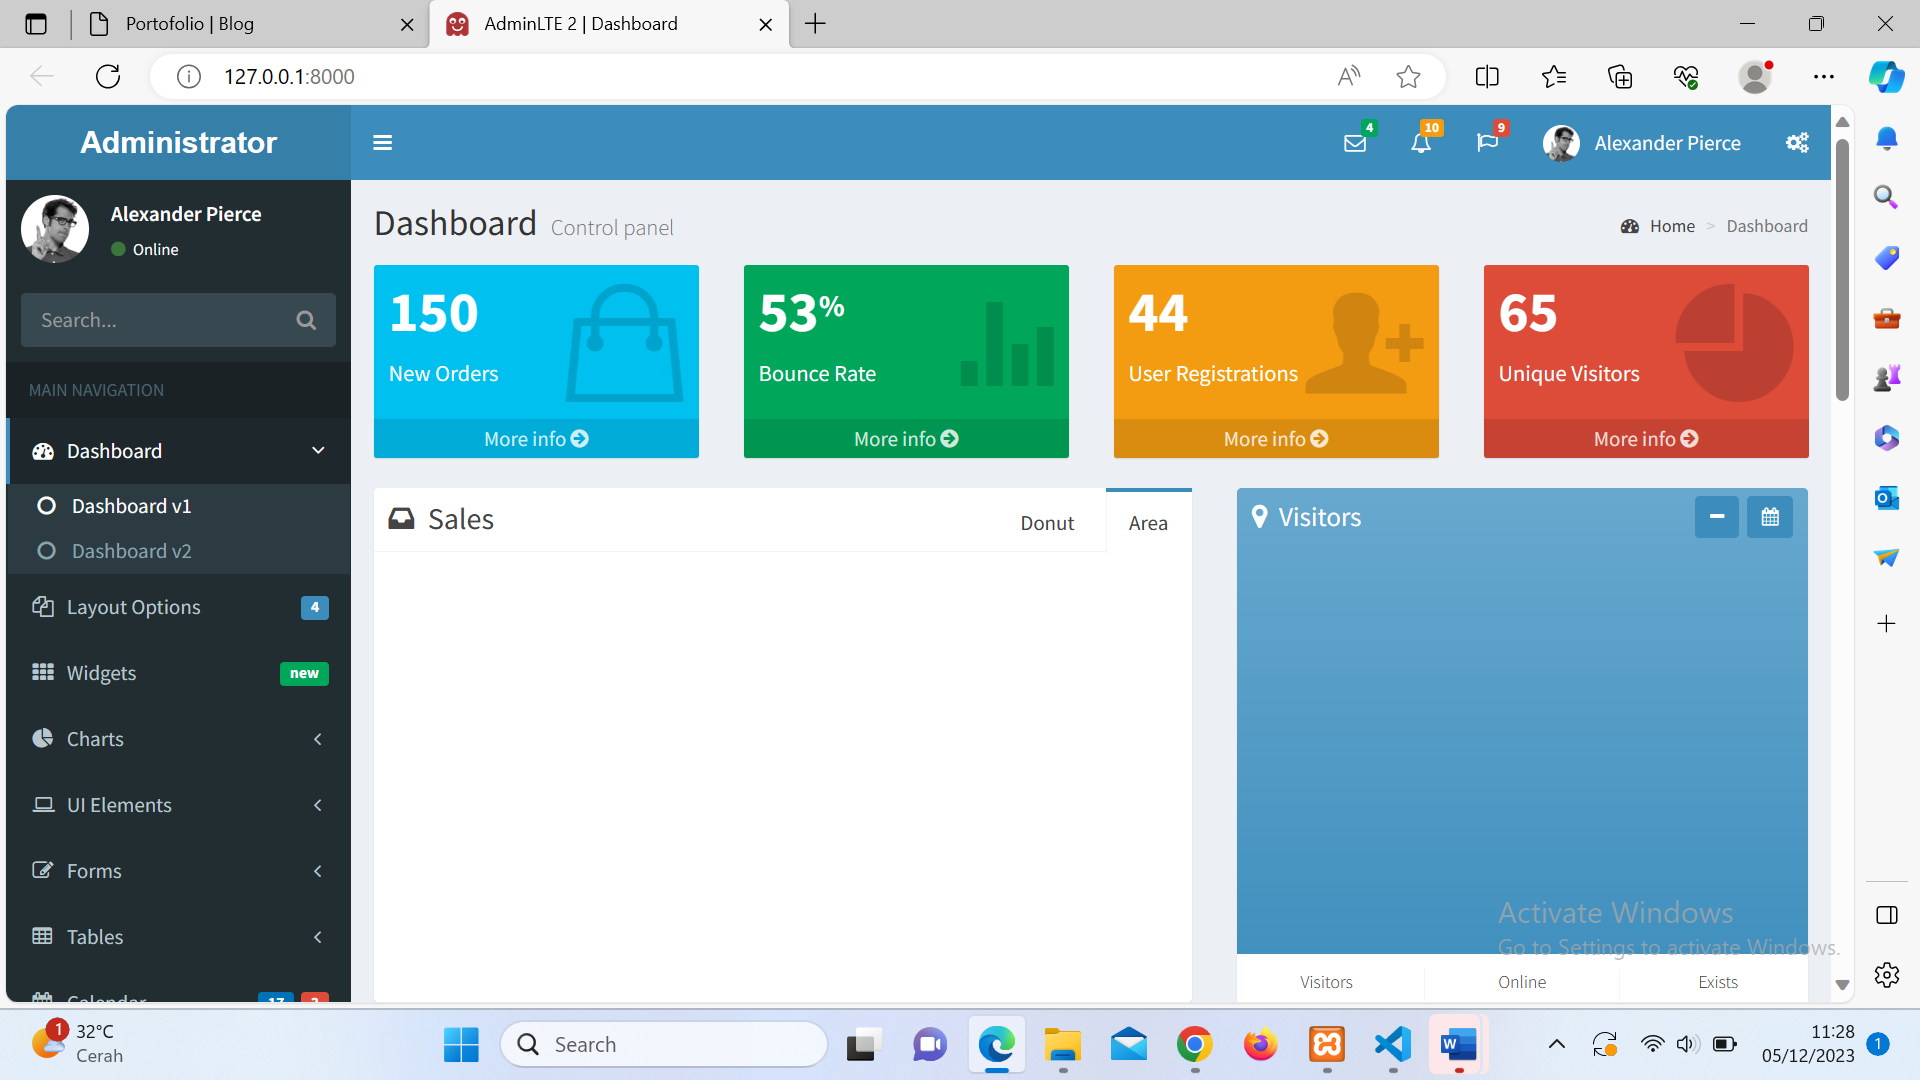 Portofolio | Blog
AdminLTE 2 | Dashboard
127.0.0.1:8000
Administrator
4
10
9
Alexander Pierce
Alexander Pierce
Online
Dashboard Control panel
Home > Dashboard
Search...
150
New Orders
More info
53%
Bounce Rate
More info
44
User Registrations
More info
65
Unique Visitors
More info
MAIN NAVIGATION
Dashboard
Dashboard v1
Dashboard v2
Layout Options 4
Widgets new
Charts
UI Elements
Forms
Tables
Calendar 17 3
Sales
Donut
Area
Visitors
Activate Windows
Go to Settings to activate Windows.
Visitors
Online
Exists
1
32°C
Cerah
Search
11:28
05/12/2023
1